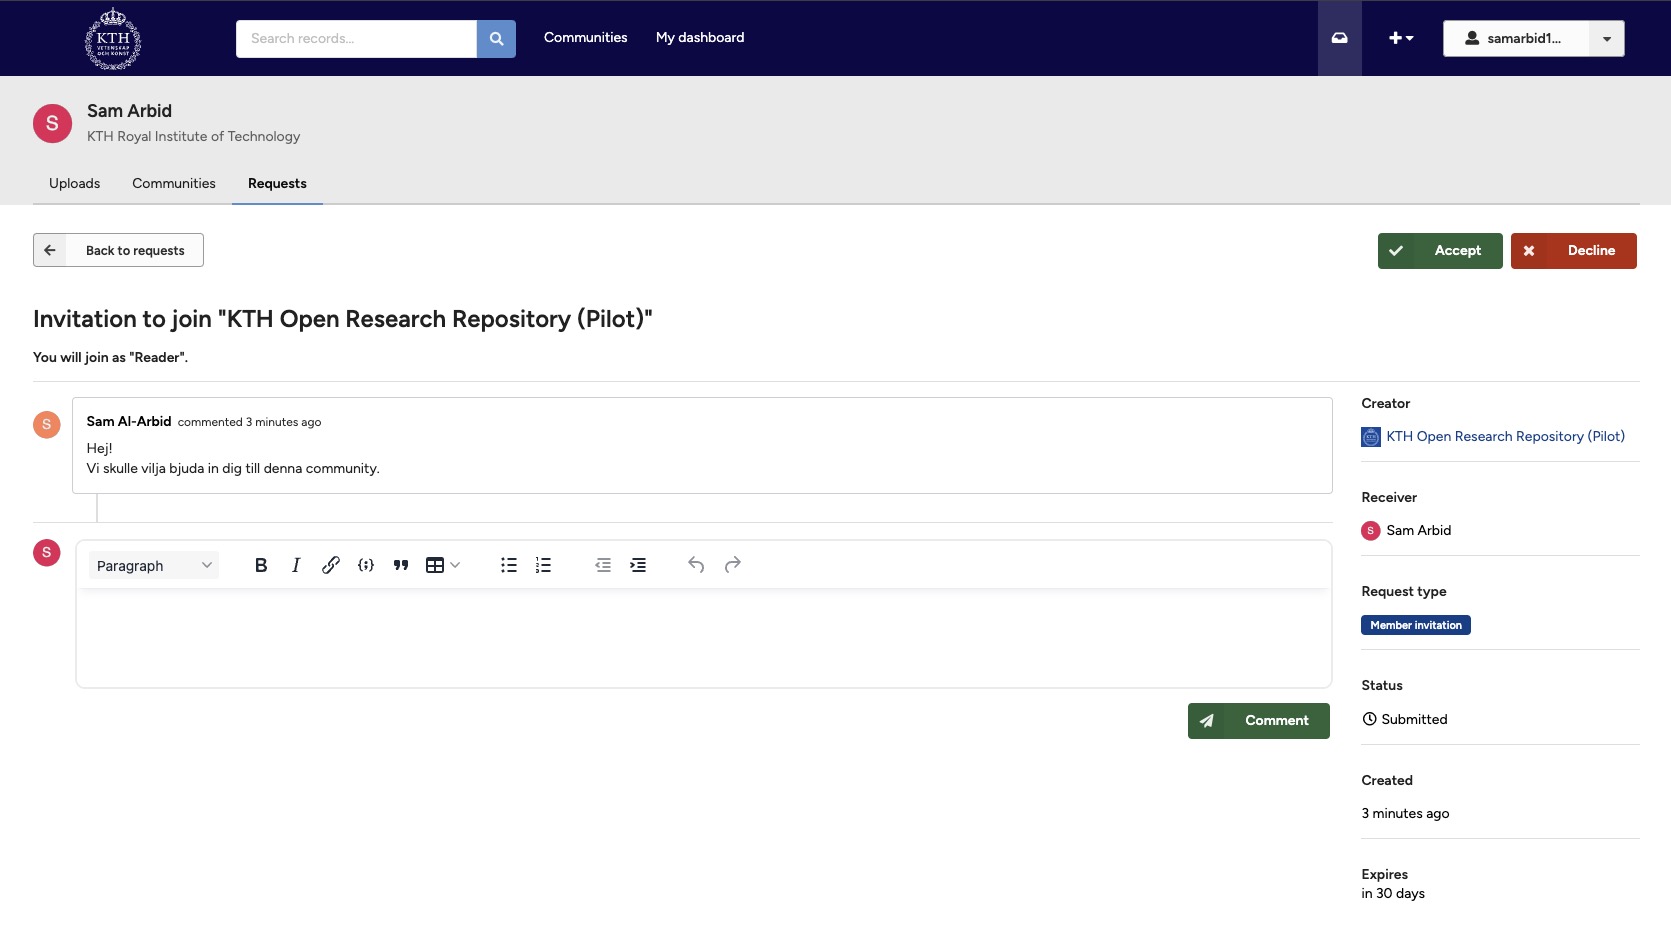 KTH
VETENSKAP
OCH KONST
Search records...
Communities
My dashboard
samarbid1...
S
Sam Arbid
KTH Royal Institute of Technology
Uploads
Communities
Requests
Back to requests
Accept
Decline
Invitation to join "KTH Open Research Repository (Pilot)"
You will join as "Reader".
S
Sam Al-Arbid commented 3 minutes ago
Hej!
Vi skulle vilja bjuda in dig till denna community.
S
Paragraph
B I
Comment
Creator
KTH Open Research Repository (Pilot)
Receiver
S
Sam Arbid
Request type
Member invitation
Status
Submitted
Created
3 minutes ago
Expires
in 30 days